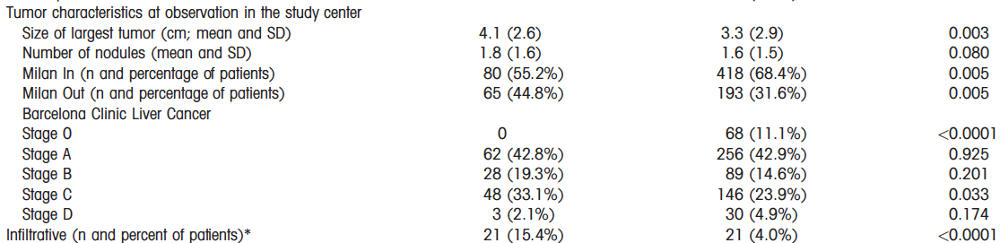 Tumor characteristics at observation in the study center
Size of largest tumor (cm; mean and SD) 4.1 (2.6) 3.3 (2.9) 0.003
Number of nodules (mean and SD) 1.8 (1.6) 1.6 (1.5) 0.080
Milan In (n and percentage of patients) 80 (55.2%) 418 (68.4%) 0.005
Milan Out (n and percentage of patients) 65 (44.8%) 193 (31.6%) 0.005
Barcelona Clinic Liver Cancer
Stage 0 0 68 (11.1%) <0.0001
Stage A 62 (42.8%) 256 (42.9%) 0.925
Stage B 28 (19.3%) 89 (14.6%) 0.201
Stage C 48 (33.1%) 146 (23.9%) 0.033
Stage D 3 (2.1%) 30 (4.9%) 0.174
Infiltrative (n and percent of patients)* 21 (15.4%) 21 (4.0%) <0.0001